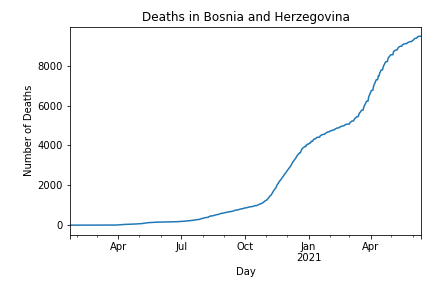 Deaths in Bosnia and Herzegovina
Number of Deaths
8000
6000
4000
2000
0
Apr Jul Oct Jan Apr
2021
Day